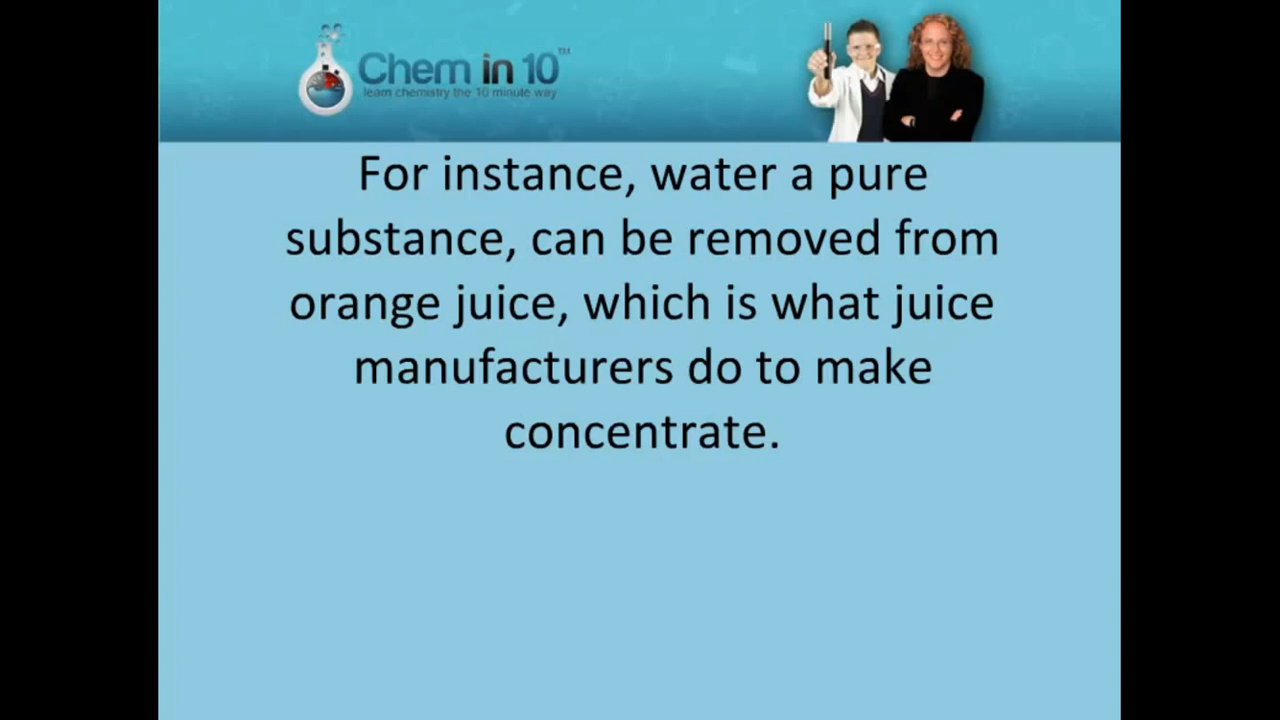 Chem in 10™
learn chemistry the 10 minute way
For instance, water a pure
substance, can be removed from
orange juice, which is what juice
manufacturers do to make
concentrate.